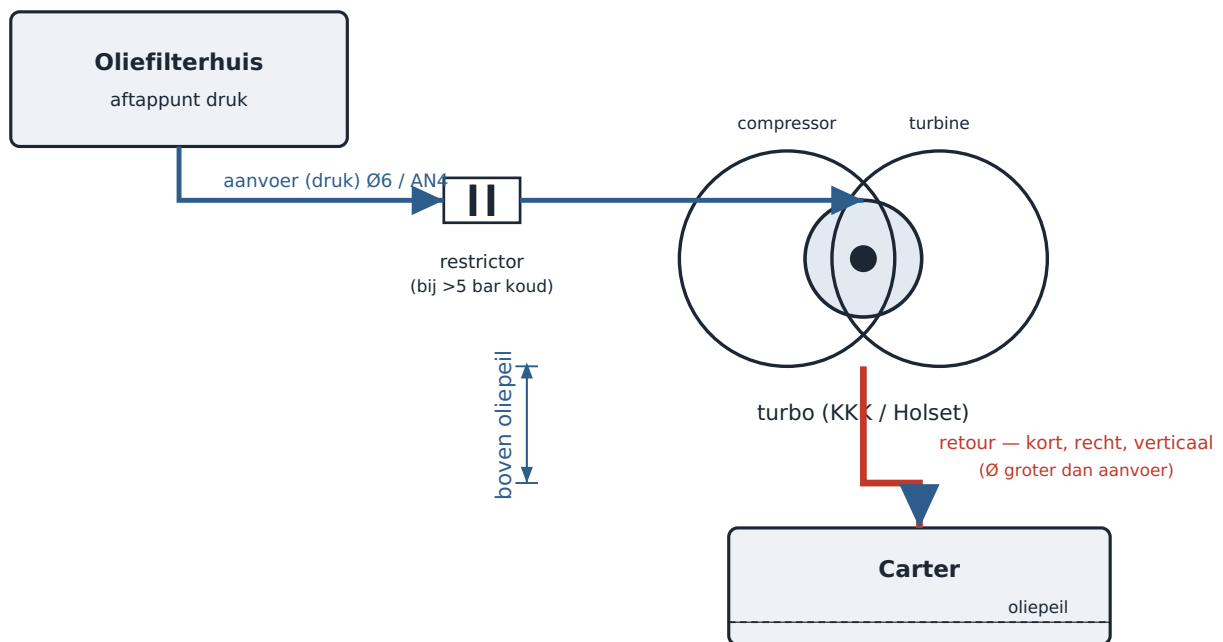 Oliefilterhuis
aftappunt druk
compressor
turbine
aanvoer (druk) Ø6 / AN4
restrictor
(bij >5 bar koud)
boven oliepeil
turbo (KKK / Holset)
retour — kort, recht, verticaal
(Ø groter dan aanvoer)
Carter
oliepeil